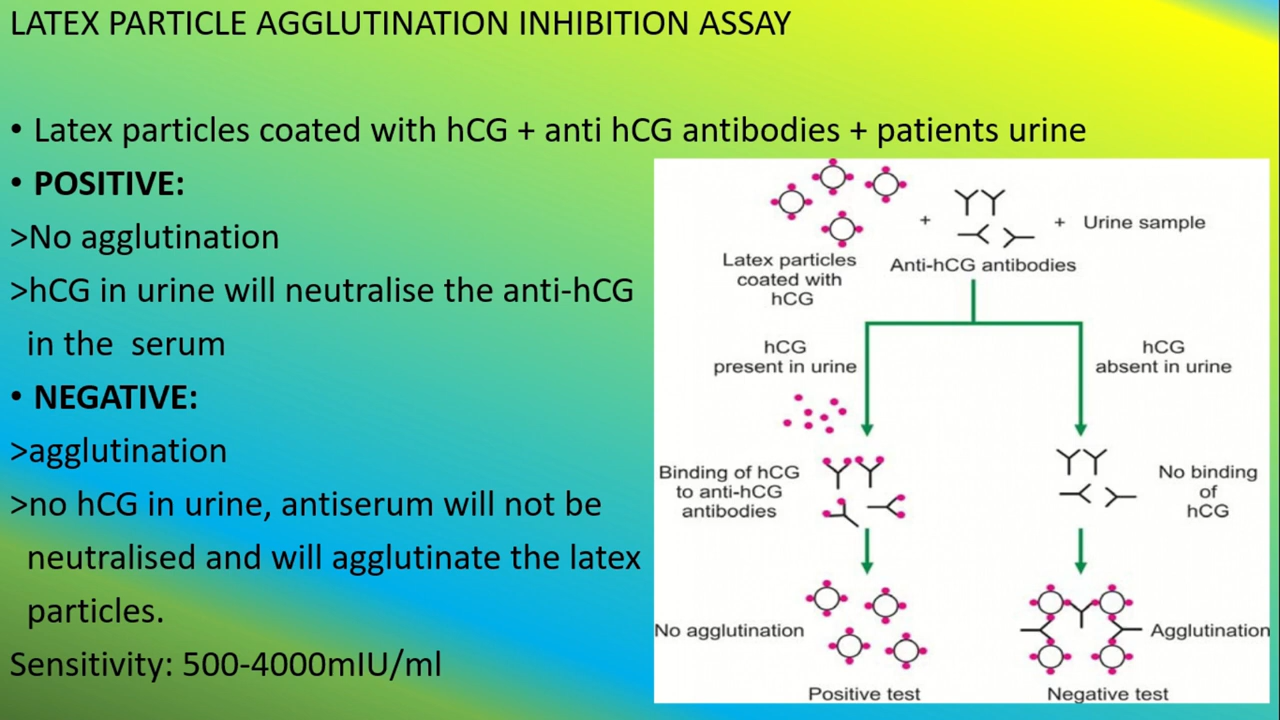 LATEX PARTICLE AGGLUTINATION INHIBITION ASSAY
• Latex particles coated with hCG + anti hCG antibodies + patients urine
• POSITIVE:
>No agglutination
>hCG in urine will neutralise the anti-hCG
in the serum
• NEGATIVE:
>agglutination
>no hCG in urine, antiserum will not be
neutralised and will agglutinate the latex
particles.
Sensitivity: 500-4000mIU/ml
+
+ Urine sample
Latex particles
coated with
hCG
Anti-hCG antibodies
hCG
present in urine
hCG
absent in urine
Binding of hCG
to anti-hCG
antibodies
No binding
of
hCG
No agglutination
Agglutination
Positive test
Negative test